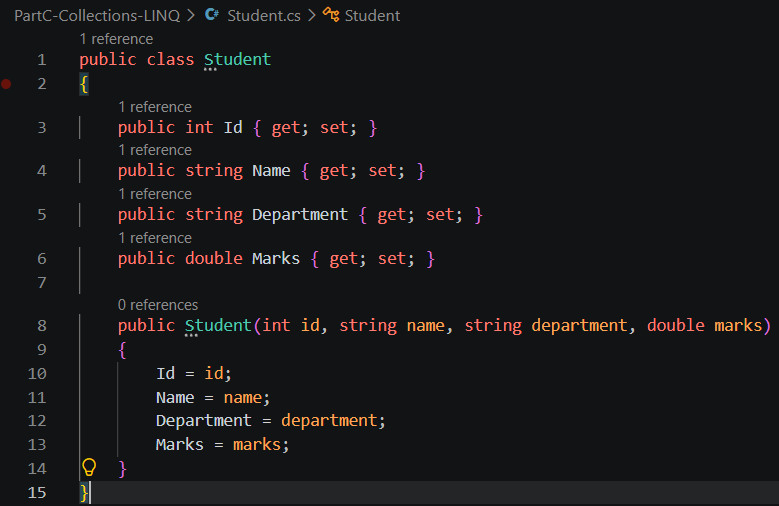 PartC-Collections-LINQ > C# Student.cs > Student
1 reference
1 public class Student
2 {
1 reference
3 public int Id { get; set; }
1 reference
4 public string Name { get; set; }
1 reference
5 public string Department { get; set; }
1 reference
6 public double Marks { get; set; }
7
0 references
8 public Student(int id, string name, string department, double marks)
9 {
10 Id = id;
11 Name = name;
12 Department = department;
13 Marks = marks;
14 }
15 }